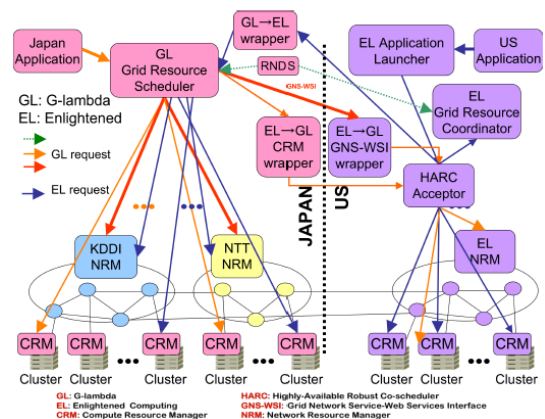 Japan
Application
GL
Grid Resource
Scheduler
GL→EL
wrapper
RNDS
GNS-WSI
EL Application
Launcher
US
Application
EL
Grid Resource
Coordinator
GL: G-lambda
EL: Enlightened
GL request
EL request
EL→GL
CRM
wrapper
EL→GL
GNS-WSI
wrapper
HARC
Acceptor
JAPAN
US
KDDI
NRM
NTT
NRM
EL
NRM
CRM
CRM
CRM
CRM
CRM
CRM
CRM
CRM
Cluster
Cluster
Cluster
Cluster
Cluster
Cluster
Cluster
Cluster
GL: G-lambda
EL: Enlightened Computing
CRM: Compute Resource Manager
HARC: Highly-Available Robust Co-scheduler
GNS-WSI: Grid Network Service-Web Services Interface
NRM: Network Resource Manager